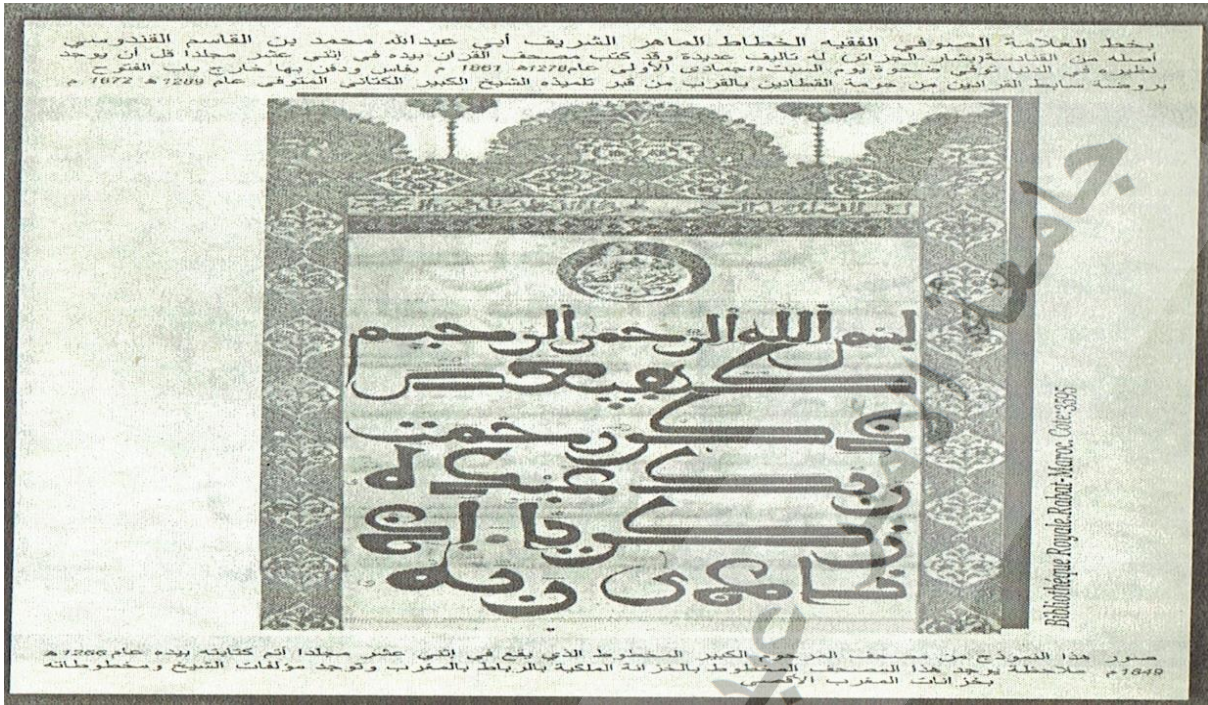 بخط العلامة الصوفي الفقيه الخطاط الماهر الشريف أبي عبدالله محمد بن القاسم القندوسي
أصله من القنادسة(بشار.الجزائر) له تآليف عديدة وقد كتب مصحف القرآن بيده في إثني عشر مجلدا قل أن يوجد
نظيره في الدنيا توفي ضحوة يوم السبت جمادى الأولى عام 1278ه 1861 م بفاس ودفن بها خارج باب الفتوح
بروضة سابط القرادين من حومة القطانين بالقرب من قبر تلميذه الشيخ الكبير الكتاني المتوفى عام 1289 ه 1872 م
بسم الله الرحمن الرحيم
كهيعص
ذكر رحمت
ربك عبده
زكريا إذ
نادى ربه
Bibliothéque Royale.Rabat-Maroc. Cote:3595
صور هذا النموذج من مصحف المرحوم الكبير المخطوط الذي يقع في إثني عشر مجلدا أتم كتابته بيده عام 1266 ه
1849م ملاحظة يوجد هذا المصحف المخطوط بالخزانة الملكية بالرباط بالمغرب وتوجد مؤلفات الشيخ ومخطوطاته
بخزانات المغرب الأقصى